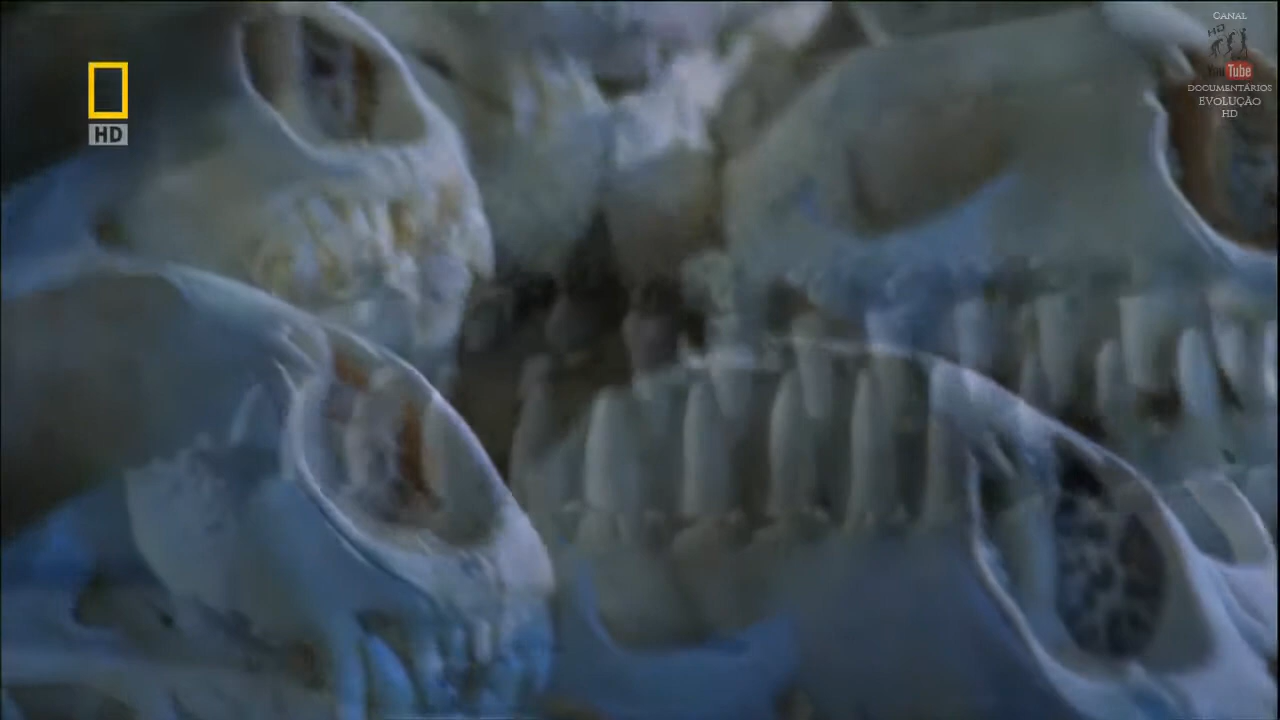 HD
CANAL
HD
YouTube
DOCUMENTÁRIOS
EVOLUÇÃO
HD